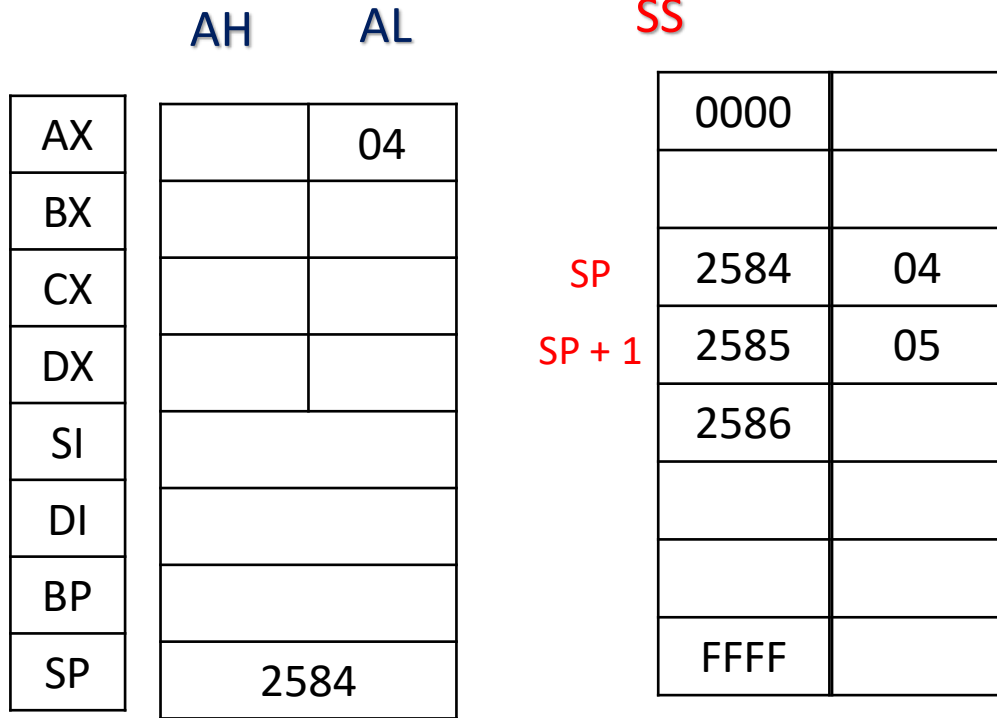 AH AL SS
AX 04 0000
BX
CX SP 2584 04
DX SP + 1 2585 05
SI 2586
DI
BP
SP 2584 FFFF